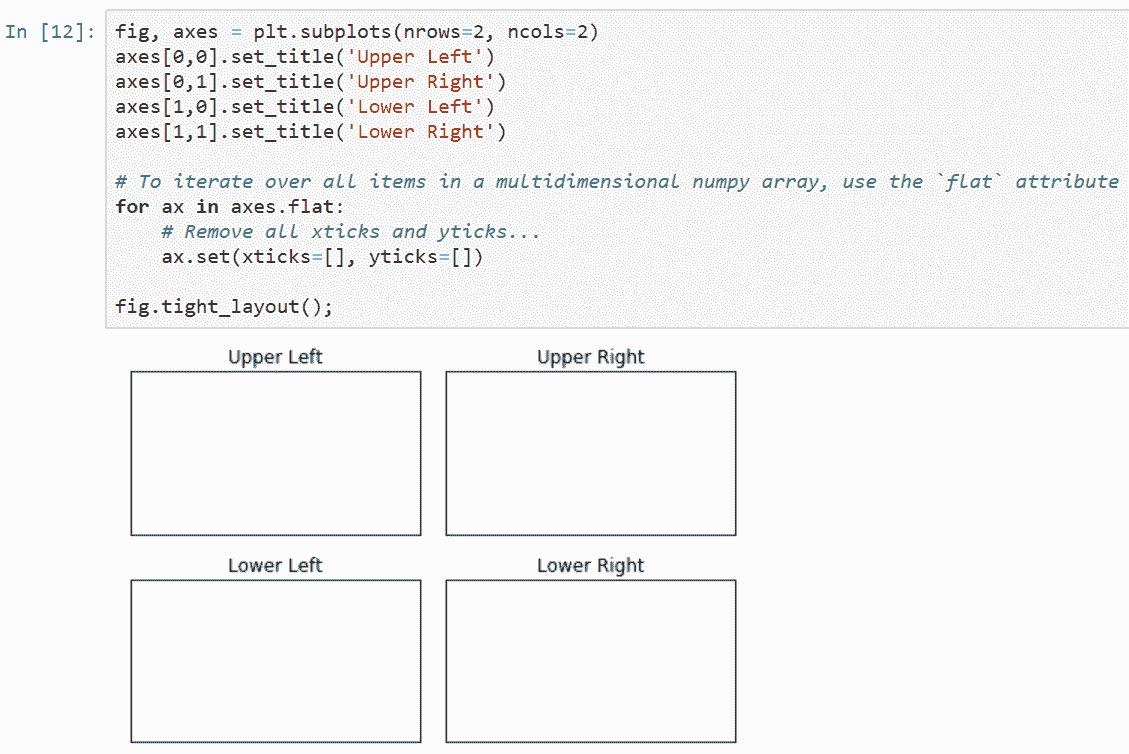 In [12]: fig, axes = plt.subplots(nrows=2, ncols=2)
axes[0,0].set_title('Upper Left')
axes[0,1].set_title('Upper Right')
axes[1,0].set_title('Lower Left')
axes[1,1].set_title('Lower Right')
# To iterate over all items in a multidimensional numpy array, use the `flat` attribute
for ax in axes.flat:
    # Remove all xticks and yticks...
    ax.set(xticks=[], yticks=[])
fig.tight_layout();
Upper Left Upper Right
Lower Left Lower Right